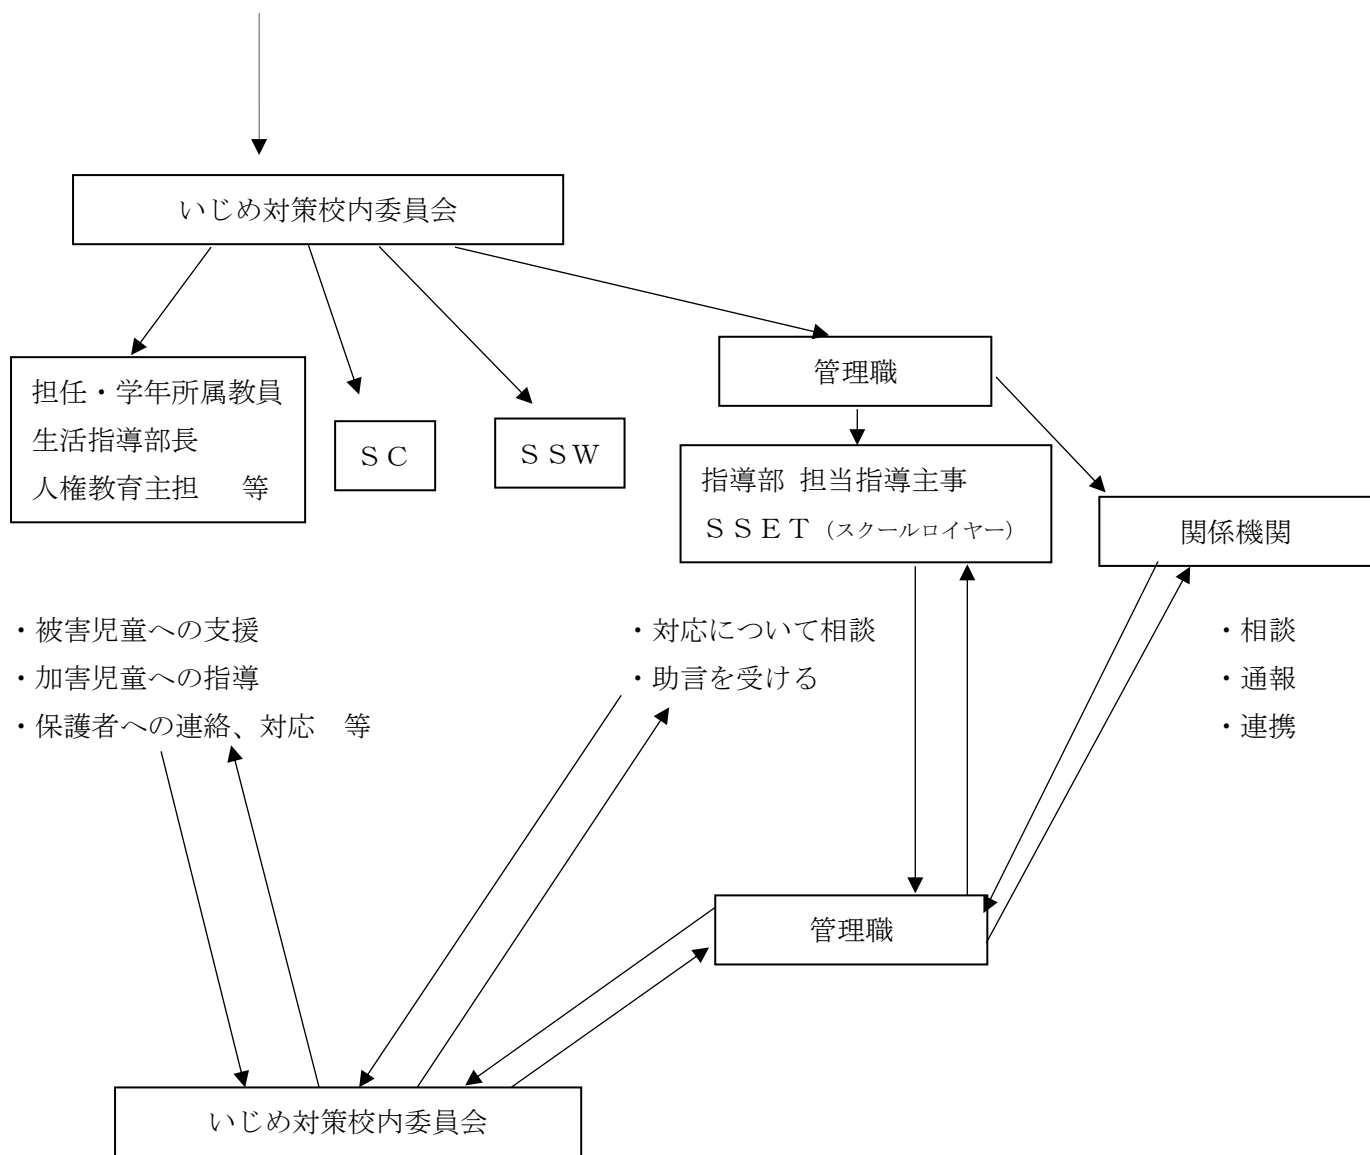 いじめ対策校内委員会
管理職
担任・学年所属教員
生活指導部長
人権教育主担　等
ＳＣ
ＳＳＷ
指導部 担当指導主事
ＳＳＥＴ（スクールロイヤー）
関係機関
・被害児童への支援
・加害児童への指導
・保護者への連絡、対応　等
・対応について相談
・助言を受ける
・相談
・通報
・連携
管理職
いじめ対策校内委員会